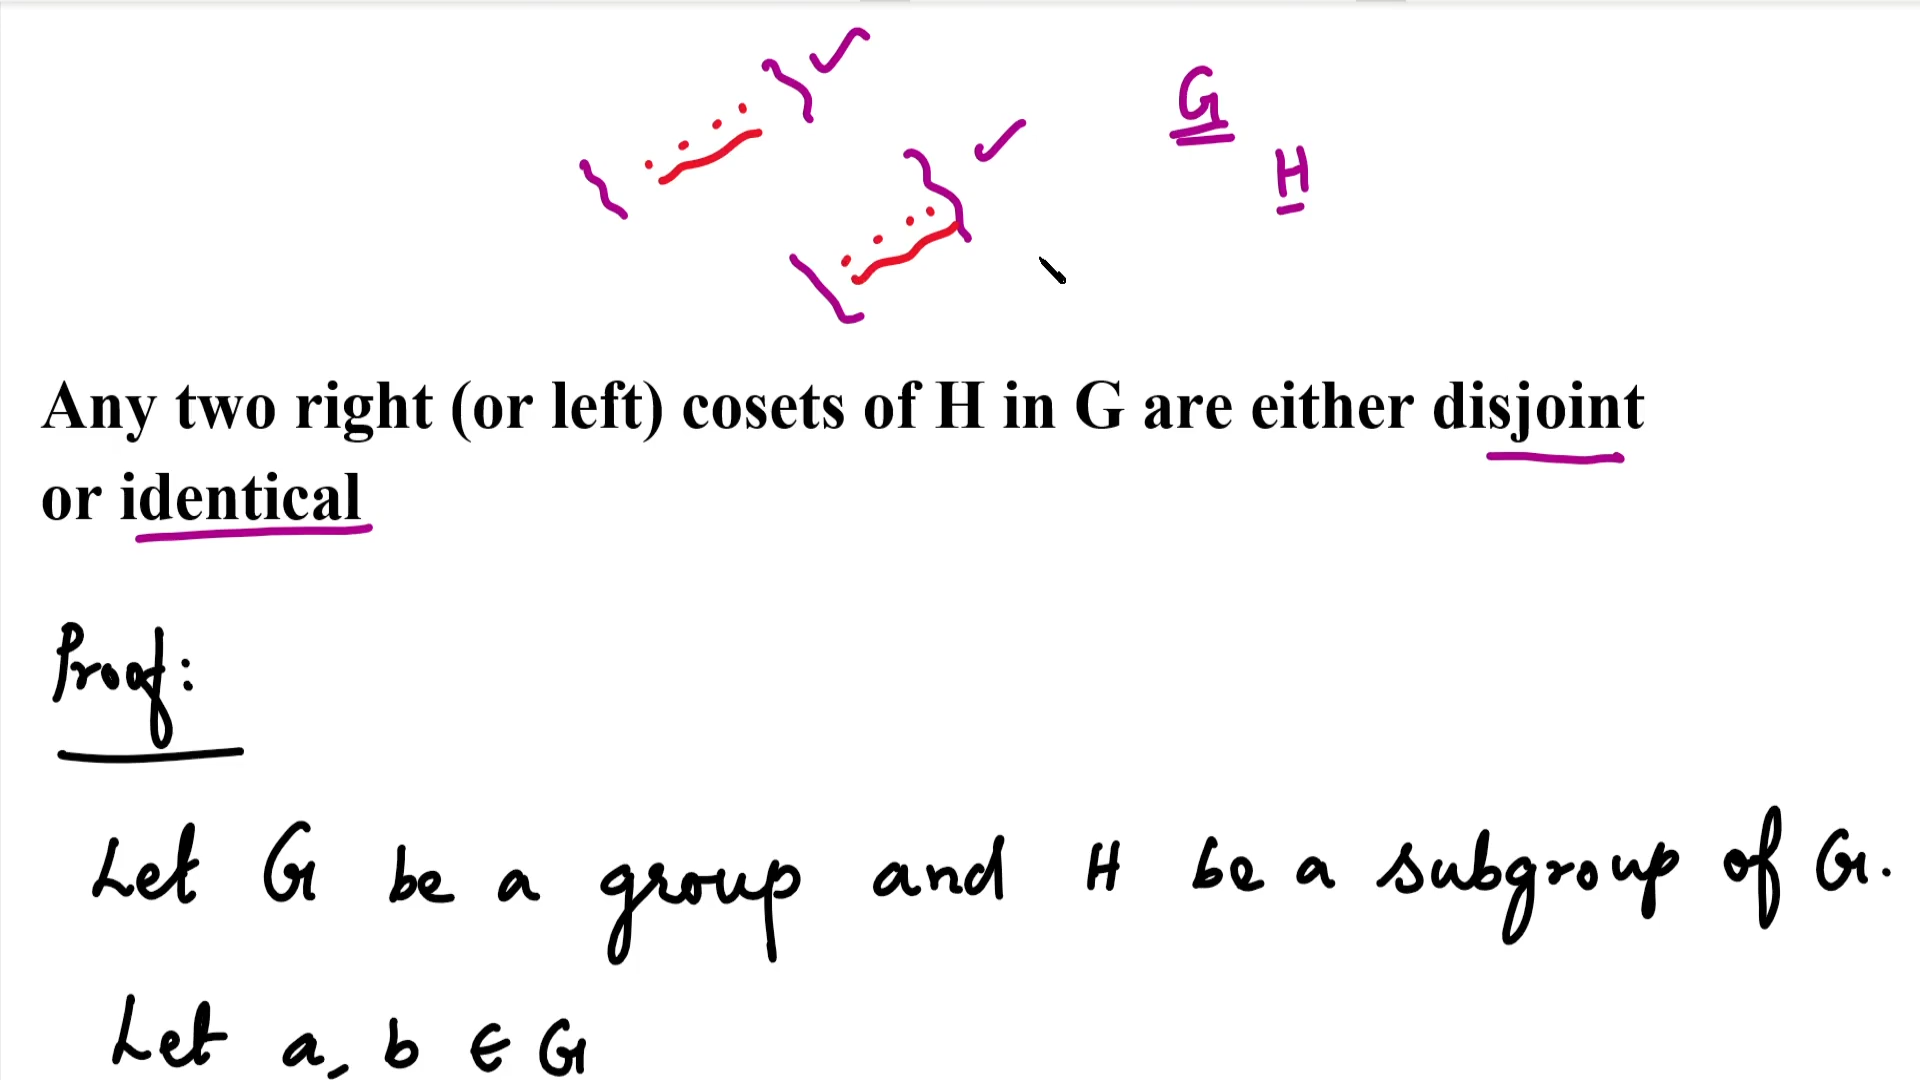 G
H
Any two right (or left) cosets of H in G are either disjoint
or identical
Proof:
Let G be a group and H be a subgroup of G.
Let a, b ∈ G